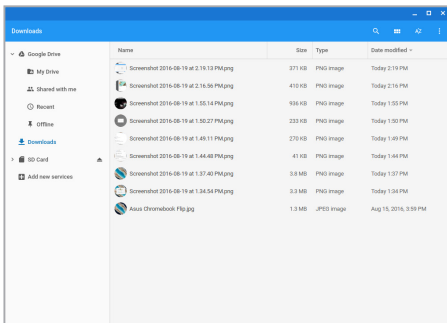 Downloads
Google Drive
My Drive
Shared with me
Recent
Offline
Downloads
SD Card
Add new services
Name Size Type Date modified
Screenshot 2016-08-19 at 2.19.13 PM.png 371 KB PNG image Today 2:19 PM
Screenshot 2016-08-19 at 2.16.56 PM.png 410 KB PNG image Today 2:16 PM
Screenshot 2016-08-19 at 1.55.14 PM.png 936 KB PNG image Today 1:55 PM
Screenshot 2016-08-19 at 1.50.27 PM.png 233 KB PNG image Today 1:50 PM
Screenshot 2016-08-19 at 1.49.11 PM.png 270 KB PNG image Today 1:49 PM
Screenshot 2016-08-19 at 1.44.48 PM.png 41 KB PNG image Today 1:44 PM
Screenshot 2016-08-19 at 1.37.40 PM.png 3.8 MB PNG image Today 1:37 PM
Screenshot 2016-08-19 at 1.34.54 PM.png 3.3 MB PNG image Today 1:34 PM
Asus Chromebook Flip.jpg 1.3 MB JPEG image Aug 15, 2016, 3:59 PM